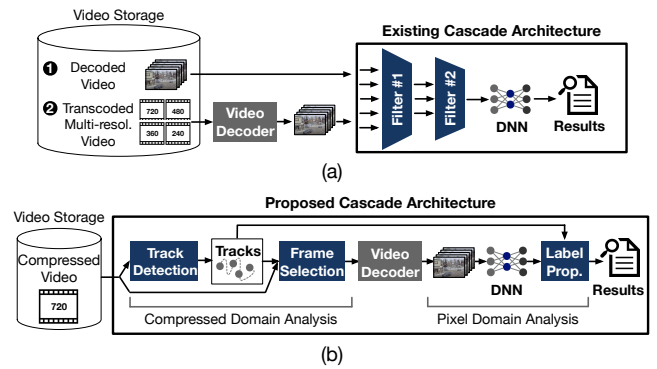 Video Storage
Existing Cascade Architecture
❶ Decoded
Video
❷ Transcoded
Multi-resol.
Video
720 480
360 240
Video
Decoder
Filter #1
Filter #2
DNN
Results
(a)
Proposed Cascade Architecture
Video Storage
Compressed
Video
720
Track
Detection
Tracks
Frame
Selection
Video
Decoder
DNN
Label
Prop.
Results
Compressed Domain Analysis
Pixel Domain Analysis
(b)